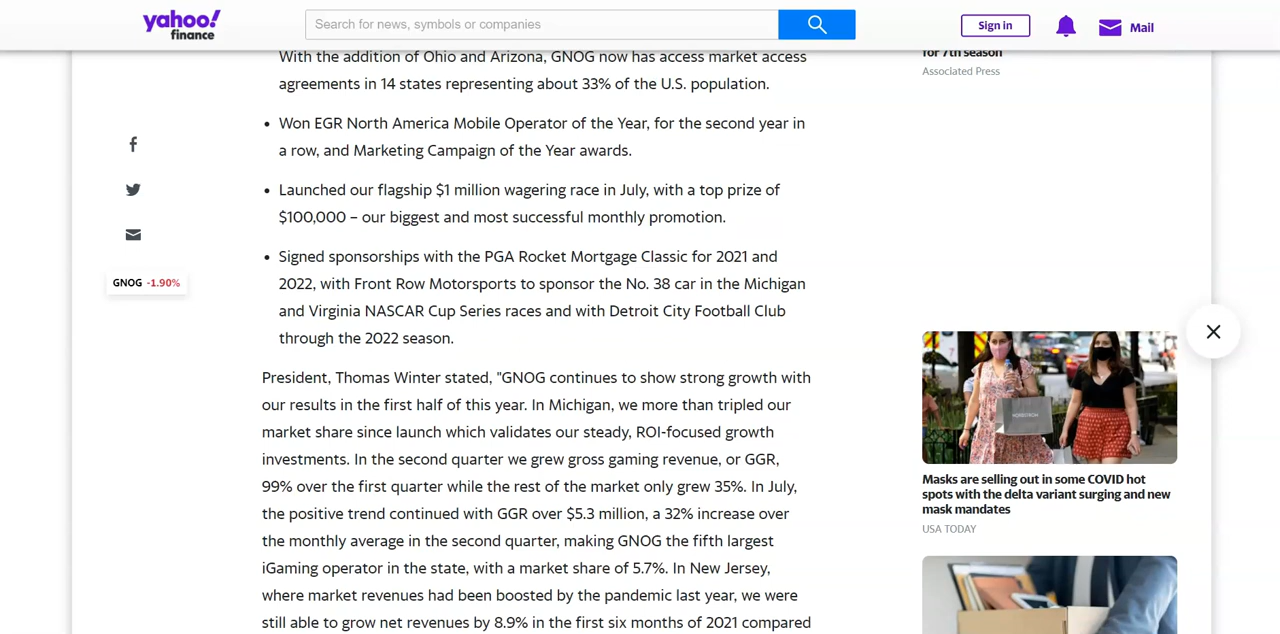 yahoo!
finance
Search for news, symbols or companies
Sign in
Mail
With the addition of Ohio and Arizona, GNOG now has access market access
agreements in 14 states representing about 33% of the U.S. population.
• Won EGR North America Mobile Operator of the Year, for the second year in
a row, and Marketing Campaign of the Year awards.
• Launched our flagship $1 million wagering race in July, with a top prize of
$100,000 – our biggest and most successful monthly promotion.
• Signed sponsorships with the PGA Rocket Mortgage Classic for 2021 and
2022, with Front Row Motorsports to sponsor the No. 38 car in the Michigan
and Virginia NASCAR Cup Series races and with Detroit City Football Club
through the 2022 season.
President, Thomas Winter stated, "GNOG continues to show strong growth with
our results in the first half of this year. In Michigan, we more than tripled our
market share since launch which validates our steady, ROI-focused growth
investments. In the second quarter we grew gross gaming revenue, or GGR,
99% over the first quarter while the rest of the market only grew 35%. In July,
the positive trend continued with GGR over $5.3 million, a 32% increase over
the monthly average in the second quarter, making GNOG the fifth largest
iGaming operator in the state, with a market share of 5.7%. In New Jersey,
where market revenues had been boosted by the pandemic last year, we were
still able to grow net revenues by 8.9% in the first six months of 2021 compared
GNOG -1.90%
for 7th season
Associated Press
NORDSTROM
Masks are selling out in some COVID hot
spots with the delta variant surging and new
mask mandates
USA TODAY